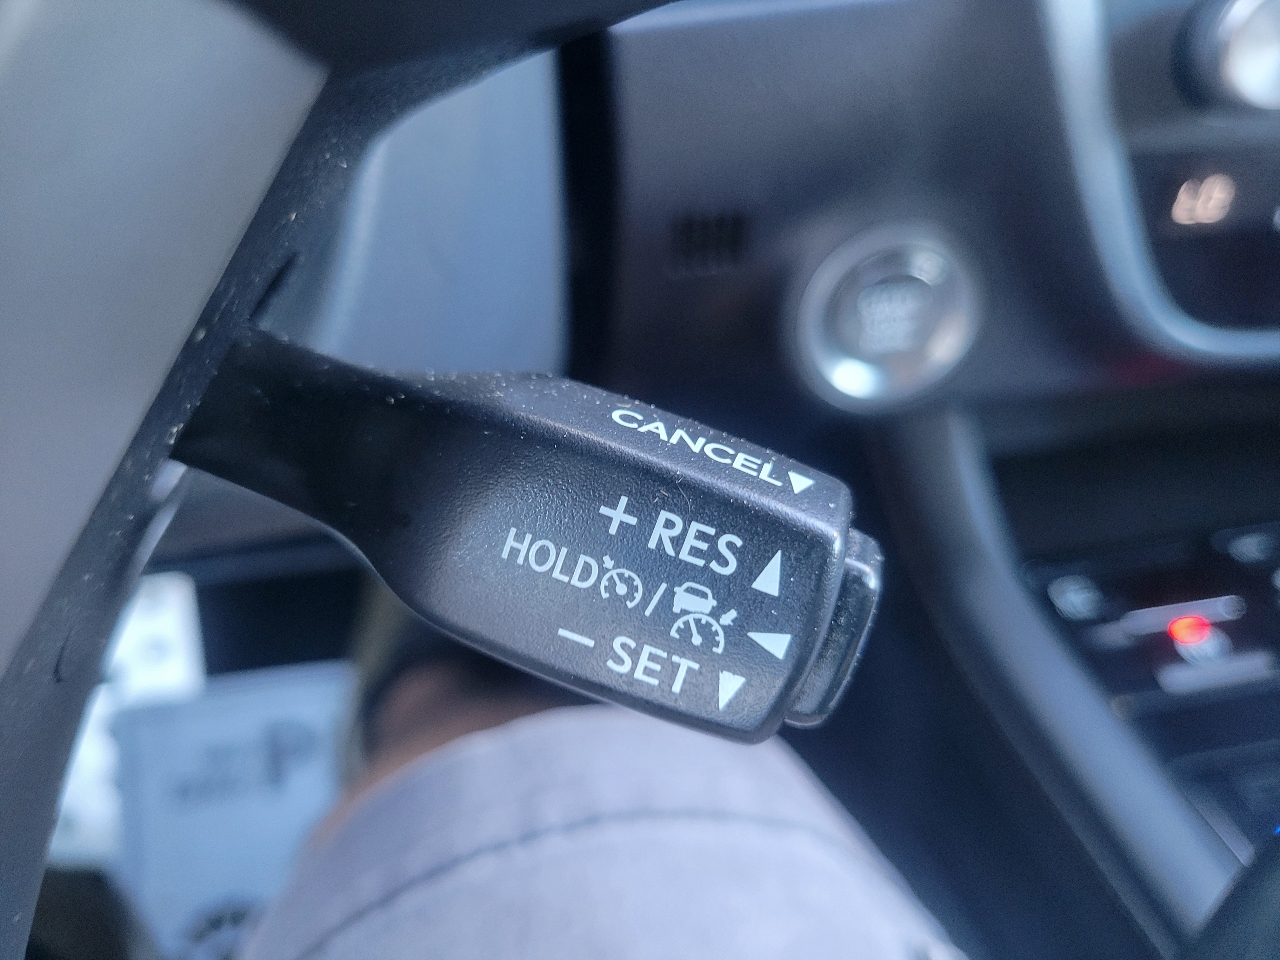 CANCEL▼
+ RES ▲
HOLD / ◀
− SET ▼